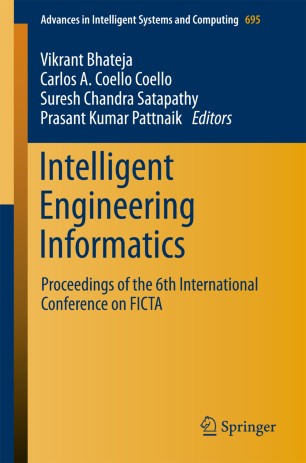 Advances in Intelligent Systems and Computing 695
Vikrant Bhateja
Carlos A. Coello Coello
Suresh Chandra Satapathy
Prasant Kumar Pattnaik Editors
Intelligent
Engineering
Informatics
Proceedings of the 6th International
Conference on FICTA
Springer